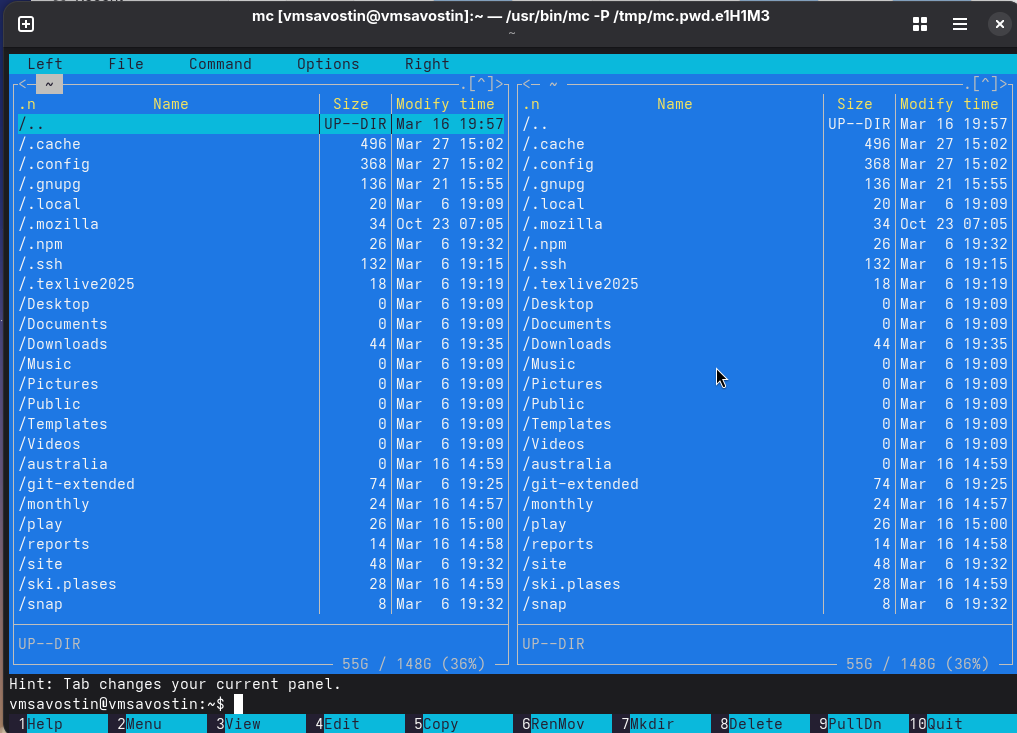 mc [vmsavostin@vmsavostin]:~ — /usr/bin/mc -P /tmp/mc.pwd.e1H1M3
~
Left File Command Options Right
<— ~ .[^]> <— ~ .[^]>
.n Name Size Modify time .n Name Size Modify time
/.. UP--DIR Mar 16 19:57 /.. UP--DIR Mar 16 19:57
/.cache 496 Mar 27 15:02 /.cache 496 Mar 27 15:02
/.config 368 Mar 27 15:02 /.config 368 Mar 27 15:02
/.gnupg 136 Mar 21 15:55 /.gnupg 136 Mar 21 15:55
/.local 20 Mar 6 19:09 /.local 20 Mar 6 19:09
/.mozilla 34 Oct 23 07:05 /.mozilla 34 Oct 23 07:05
/.npm 26 Mar 6 19:32 /.npm 26 Mar 6 19:32
/.ssh 132 Mar 6 19:15 /.ssh 132 Mar 6 19:15
/.texlive2025 18 Mar 6 19:19 /.texlive2025 18 Mar 6 19:19
/Desktop 0 Mar 6 19:09 /Desktop 0 Mar 6 19:09
/Documents 0 Mar 6 19:09 /Documents 0 Mar 6 19:09
/Downloads 44 Mar 6 19:35 /Downloads 44 Mar 6 19:35
/Music 0 Mar 6 19:09 /Music 0 Mar 6 19:09
/Pictures 0 Mar 6 19:09 /Pictures 0 Mar 6 19:09
/Public 0 Mar 6 19:09 /Public 0 Mar 6 19:09
/Templates 0 Mar 6 19:09 /Templates 0 Mar 6 19:09
/Videos 0 Mar 6 19:09 /Videos 0 Mar 6 19:09
/australia 0 Mar 16 14:59 /australia 0 Mar 16 14:59
/git-extended 74 Mar 6 19:25 /git-extended 74 Mar 6 19:25
/monthly 24 Mar 16 14:57 /monthly 24 Mar 16 14:57
/play 26 Mar 16 15:00 /play 26 Mar 16 15:00
/reports 14 Mar 16 14:58 /reports 14 Mar 16 14:58
/site 48 Mar 6 19:32 /site 48 Mar 6 19:32
/ski.plases 28 Mar 16 14:59 /ski.plases 28 Mar 16 14:59
/snap 8 Mar 6 19:32 /snap 8 Mar 6 19:32
UP--DIR UP--DIR
55G / 148G (36%) 55G / 148G (36%)
Hint: Tab changes your current panel.
vmsavostin@vmsavostin:~$
1Help 2Menu 3View 4Edit 5Copy 6RenMov 7Mkdir 8Delete 9PullDn 10Quit